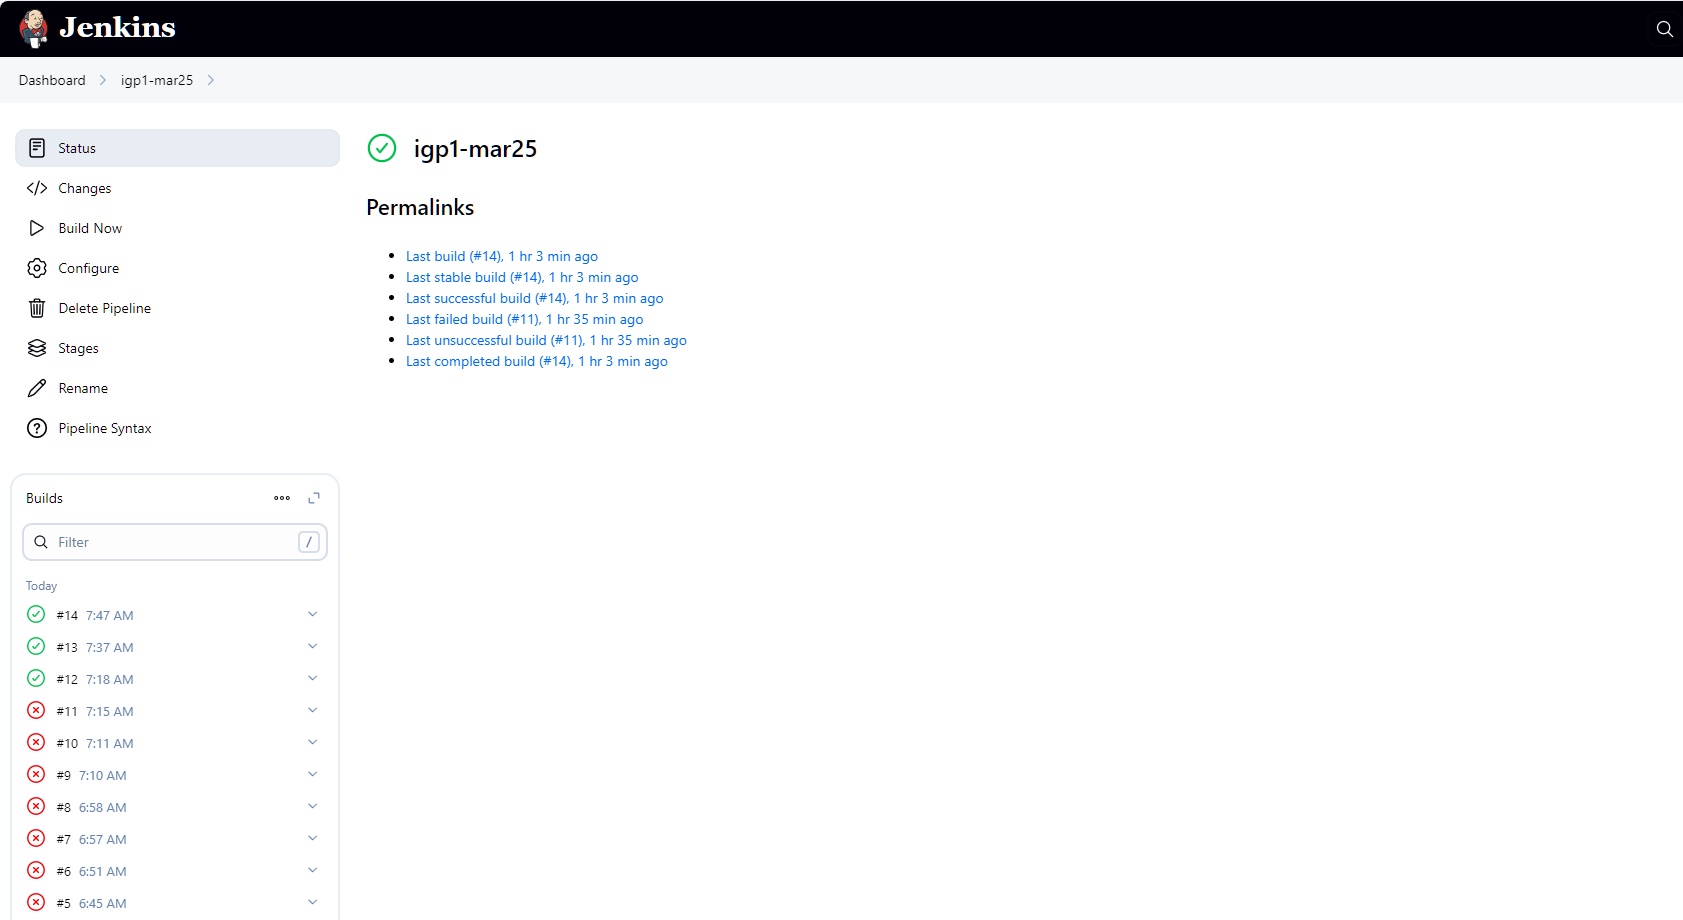 Jenkins
Dashboard
igp1-mar25
Status
Changes
Build Now
Configure
Delete Pipeline
Stages
Rename
Pipeline Syntax
igp1-mar25
Permalinks
Last build (#14), 1 hr 3 min ago
Last stable build (#14), 1 hr 3 min ago
Last successful build (#14), 1 hr 3 min ago
Last failed build (#11), 1 hr 35 min ago
Last unsuccessful build (#11), 1 hr 35 min ago
Last completed build (#14), 1 hr 3 min ago
Builds
Filter /
Today
#14 7:47 AM
#13 7:37 AM
#12 7:18 AM
#11 7:15 AM
#10 7:11 AM
#9 7:10 AM
#8 6:58 AM
#7 6:57 AM
#6 6:51 AM
#5 6:45 AM